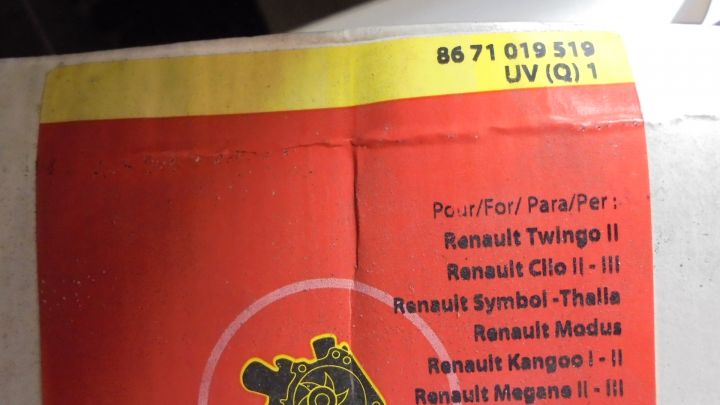 86 71 019 519
UV (Q) 1
Pour/For/ Para/Per :
Renault Twingo II
Renault Clio II - III
Renault Symbol -Thalia
Renault Modus
Renault Kangoo I - II
Renault Megane II - III